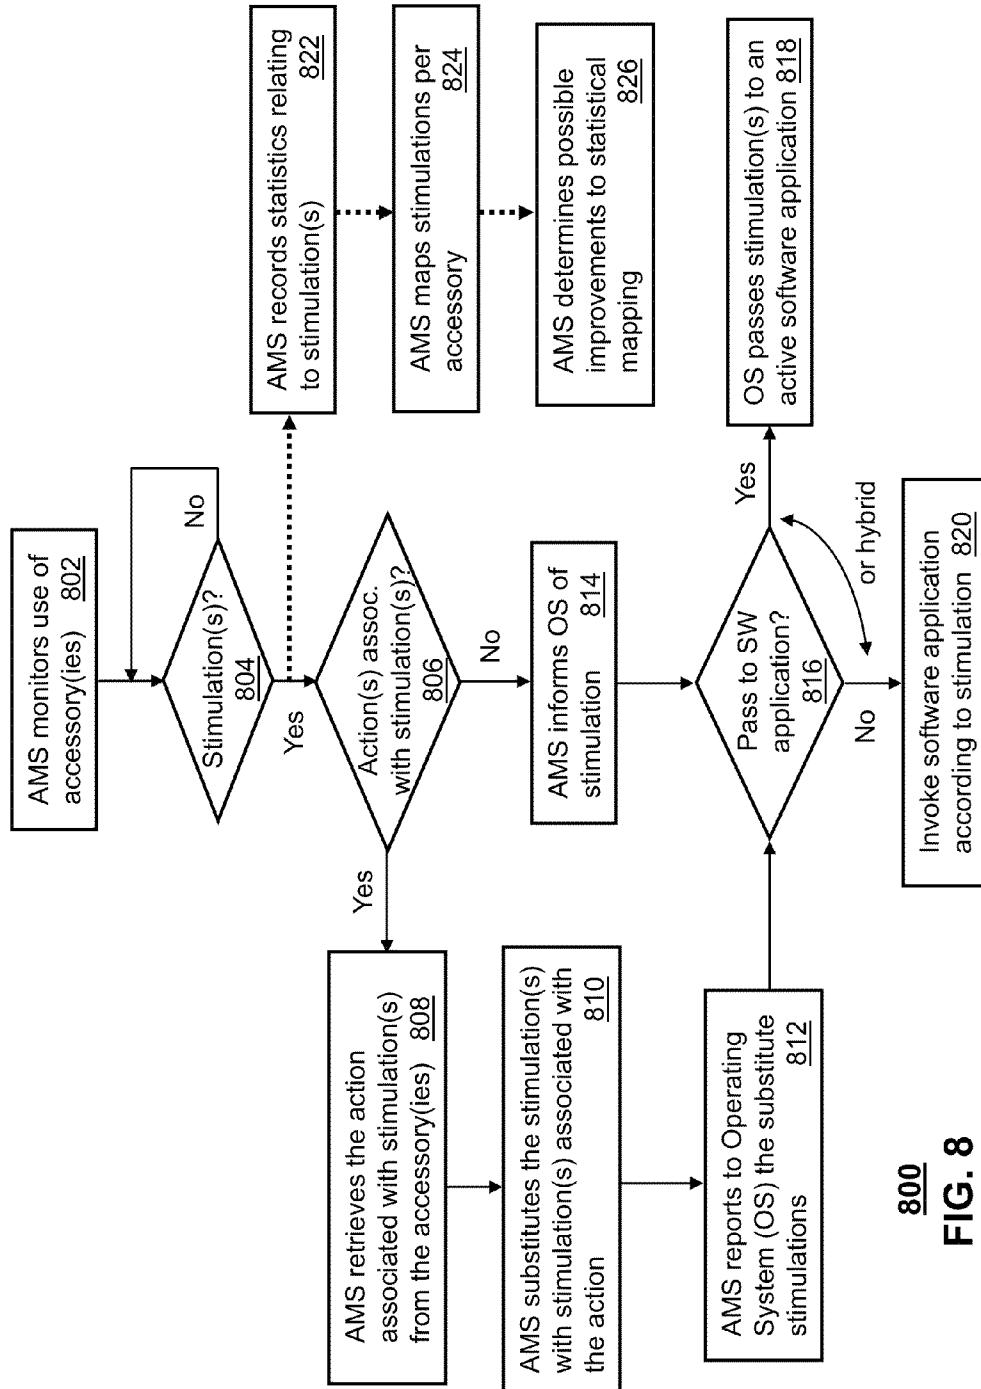 AMS monitors use of
accessory(ies) 802
Stimulation(s)?
804
No
Yes
AMS records statistics relating
to stimulation(s) 822
AMS maps stimulations per
accessory 824
AMS determines possible
improvements to statistical
mapping 826
Action(s) assoc.
with stimulation(s)?
806
Yes
No
AMS retrieves the action
associated with stimulation(s)
from the accessory(ies) 808
AMS substitutes the stimulation(s)
with stimulation(s) associated with
the action 810
AMS reports to Operating
System (OS) the substitute
stimulations 812
AMS informs OS of
stimulation 814
Pass to SW
application?
816
Yes
No
or hybrid
OS passes stimulation(s) to an
active software application 818
Invoke software application
according to stimulation 820
800
FIG. 8